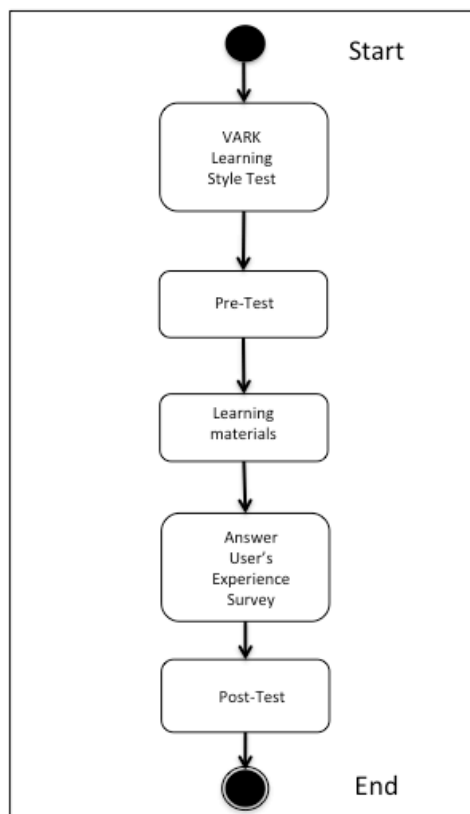 Start
VARK
Learning
Style Test
Pre-Test
Learning
materials
Answer
User's
Experience
Survey
Post-Test
End